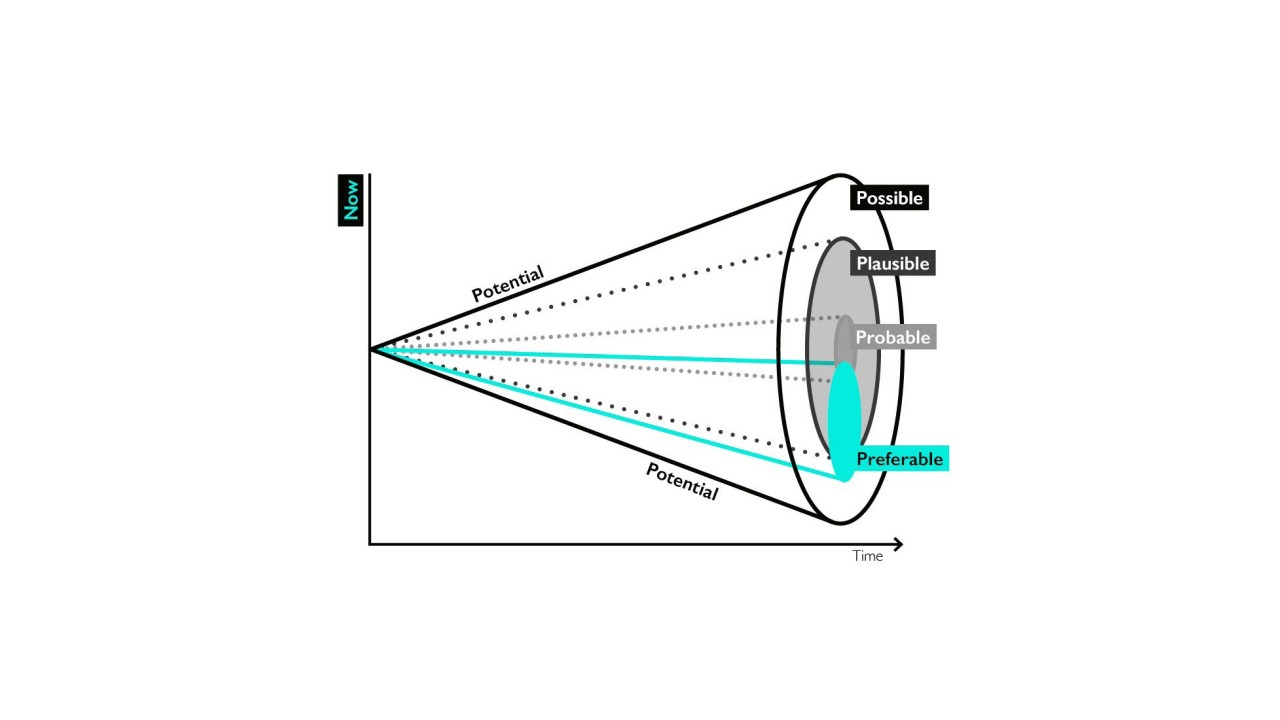 Now
Possible
Plausible
Potential
Probable
Preferable
Potential
Time